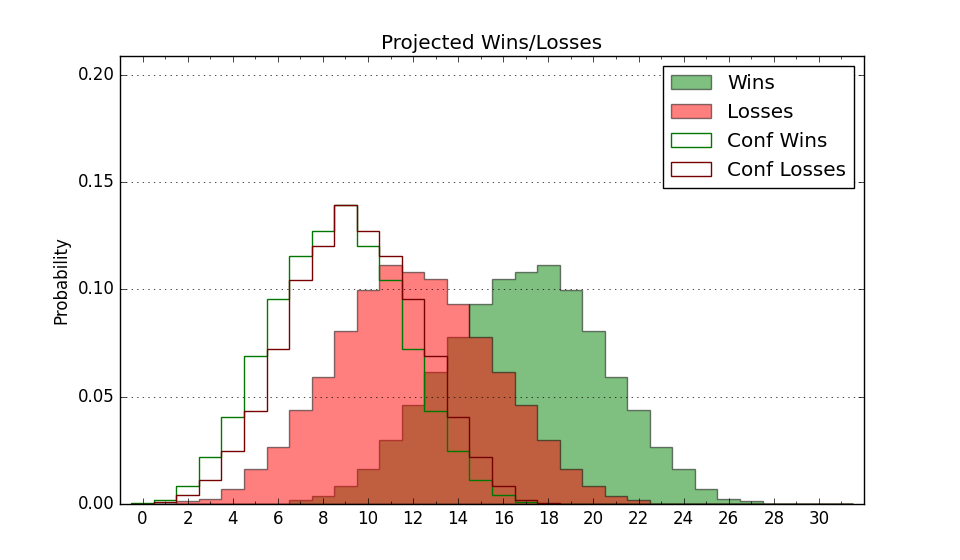 Projected Wins/Losses
0.20
0.15
0.10
0.05
0.00
Probability
Wins
Losses
Conf Wins
Conf Losses
0 2 4 6 8 10 12 14 16 18 20 22 24 26 28 30